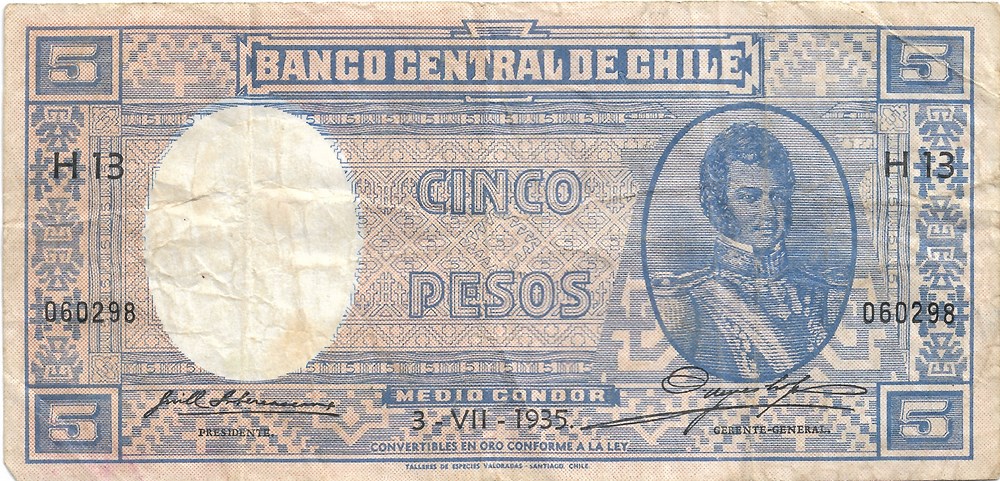 5 BANCO CENTRAL DE CHILE 5
H 13 H 13
CINCO
PESOS
060298 060298
MEDIO CONDOR
5 3 - VII - 1935. 5
PRESIDENTE. GERENTE-GENERAL.
CONVERTIBLES EN ORO CONFORME A LA LEY
TALLERES DE ESPECIES VALORADAS - SANTIAGO. CHILE.